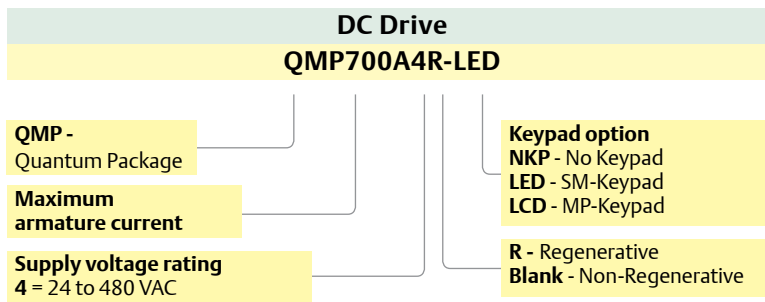 DC Drive
QMP700A4R-LED
QMP -
Quantum Package
Maximum
armature current
Supply voltage rating
4 = 24 to 480 VAC
Keypad option
NKP - No Keypad
LED - SM-Keypad
LCD - MP-Keypad
R - Regenerative
Blank - Non-Regenerative